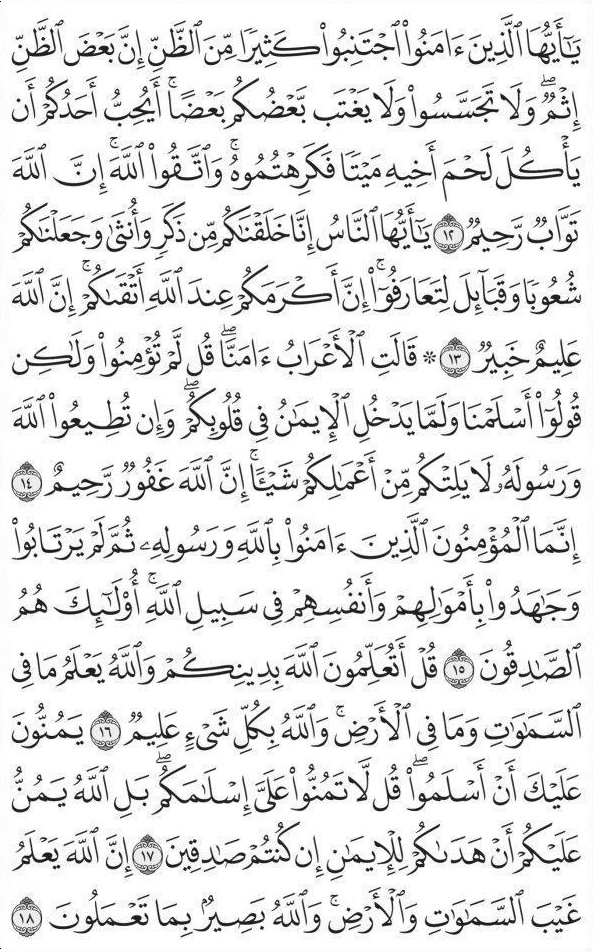 يَٰٓأَيُّهَا ٱلَّذِينَ ءَامَنُوا۟ ٱجْتَنِبُوا۟ كَثِيرًا مِّنَ ٱلظَّنِّ إِنَّ بَعْضَ ٱلظَّنِّ
إِثْمٌ ۖ وَلَا تَجَسَّسُوا۟ وَلَا يَغْتَب بَّعْضُكُم بَعْضًا ۚ أَيُحِبُّ أَحَدُكُمْ أَن
يَأْكُلَ لَحْمَ أَخِيهِ مَيْتًا فَكَرِهْتُمُوهُ ۚ وَٱتَّقُوا۟ ٱللَّهَ ۚ إِنَّ ٱللَّهَ
تَوَّابٌ رَّحِيمٌ ١٢ يَٰٓأَيُّهَا ٱلنَّاسُ إِنَّا خَلَقْنَٰكُم مِّن ذَكَرٍ وَأُنثَىٰ وَجَعَلْنَٰكُمْ
شُعُوبًا وَقَبَآئِلَ لِتَعَارَفُوٓا۟ ۚ إِنَّ أَكْرَمَكُمْ عِندَ ٱللَّهِ أَتْقَىٰكُمْ ۚ إِنَّ ٱللَّهَ
عَلِيمٌ خَبِيرٌ ١٣ ۞ قَالَتِ ٱلْأَعْرَابُ ءَامَنَّا ۖ قُل لَّمْ تُؤْمِنُوا۟ وَلَٰكِن
قُولُوٓا۟ أَسْلَمْنَا وَلَمَّا يَدْخُلِ ٱلْإِيمَٰنُ فِى قُلُوبِكُمْ ۖ وَإِن تُطِيعُوا۟ ٱللَّهَ
وَرَسُولَهُۥ لَا يَلِتْكُم مِّنْ أَعْمَٰلِكُمْ شَيْـًٔا ۚ إِنَّ ٱللَّهَ غَفُورٌ رَّحِيمٌ ١٤
إِنَّمَا ٱلْمُؤْمِنُونَ ٱلَّذِينَ ءَامَنُوا۟ بِٱللَّهِ وَرَسُولِهِۦ ثُمَّ لَمْ يَرْتَابُوا۟
وَجَٰهَدُوا۟ بِأَمْوَٰلِهِمْ وَأَنفُسِهِمْ فِى سَبِيلِ ٱللَّهِ ۚ أُو۟لَٰٓئِكَ هُمُ
ٱلصَّٰدِقُونَ ١٥ قُلْ أَتُعَلِّمُونَ ٱللَّهَ بِدِينِكُمْ وَٱللَّهُ يَعْلَمُ مَا فِى
ٱلسَّمَٰوَٰتِ وَمَا فِى ٱلْأَرْضِ ۚ وَٱللَّهُ بِكُلِّ شَىْءٍ عَلِيمٌ ١٦ يَمُنُّونَ
عَلَيْكَ أَنْ أَسْلَمُوا۟ ۖ قُل لَّا تَمُنُّوا۟ عَلَىَّ إِسْلَٰمَكُم ۖ بَلِ ٱللَّهُ يَمُنُّ
عَلَيْكُمْ أَنْ هَدَىٰكُمْ لِلْإِيمَٰنِ إِن كُنتُمْ صَٰدِقِينَ ١٧ إِنَّ ٱللَّهَ يَعْلَمُ
غَيْبَ ٱلسَّمَٰوَٰتِ وَٱلْأَرْضِ ۚ وَٱللَّهُ بَصِيرٌۢ بِمَا تَعْمَلُونَ ١٨